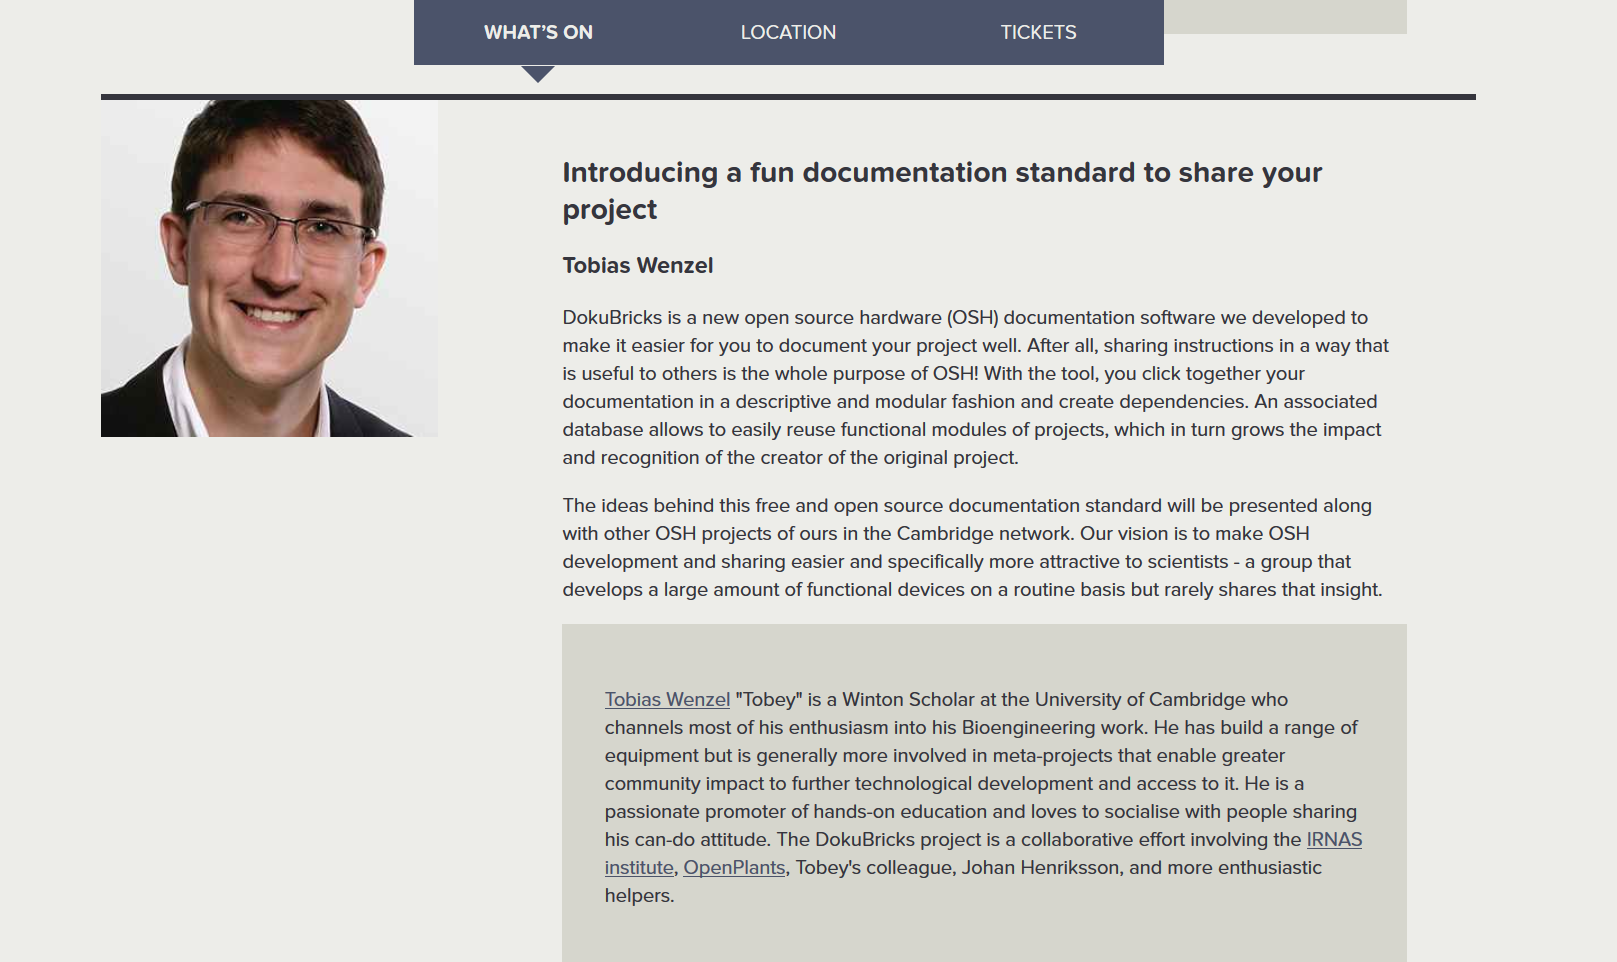 WHAT'S ON LOCATION TICKETS
Introducing a fun documentation standard to share your
project
Tobias Wenzel
DokuBricks is a new open source hardware (OSH) documentation software we developed to
make it easier for you to document your project well. After all, sharing instructions in a way that
is useful to others is the whole purpose of OSH! With the tool, you click together your
documentation in a descriptive and modular fashion and create dependencies. An associated
database allows to easily reuse functional modules of projects, which in turn grows the impact
and recognition of the creator of the original project.
The ideas behind this free and open source documentation standard will be presented along
with other OSH projects of ours in the Cambridge network. Our vision is to make OSH
development and sharing easier and specifically more attractive to scientists - a group that
develops a large amount of functional devices on a routine basis but rarely shares that insight.
Tobias Wenzel "Tobey" is a Winton Scholar at the University of Cambridge who
channels most of his enthusiasm into his Bioengineering work. He has build a range of
equipment but is generally more involved in meta-projects that enable greater
community impact to further technological development and access to it. He is a
passionate promoter of hands-on education and loves to socialise with people sharing
his can-do attitude. The DokuBricks project is a collaborative effort involving the IRNAS
institute, OpenPlants, Tobey's colleague, Johan Henriksson, and more enthusiastic
helpers.